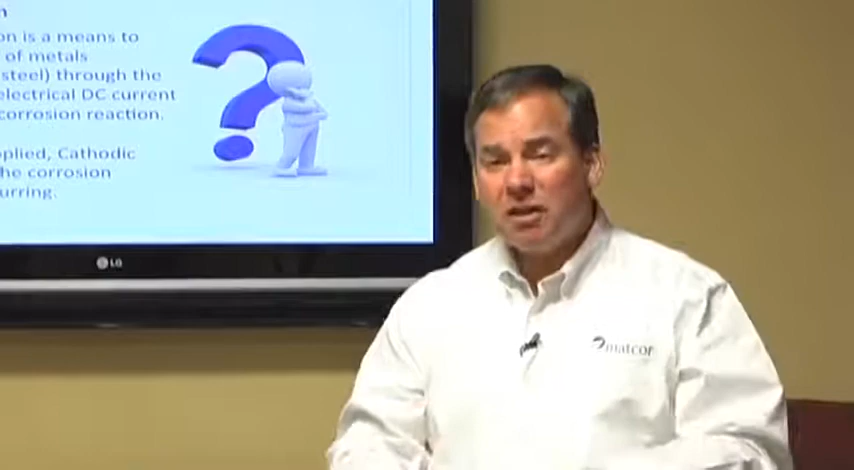 n
on is a means to
of metals
steel) through the
electrical DC current
corrosion reaction.
plied, Cathodic
he corrosion
urring.
LG
matcor